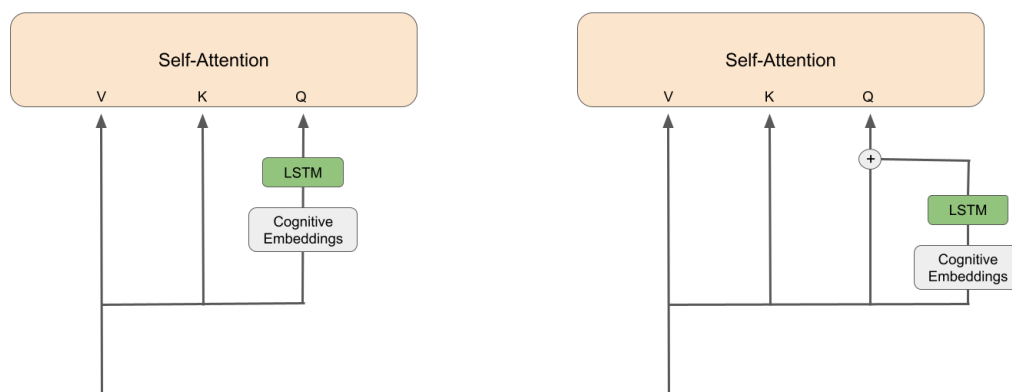 Self-Attention
V K Q
LSTM
Cognitive
Embeddings
Self-Attention
V K Q
+
LSTM
Cognitive
Embeddings